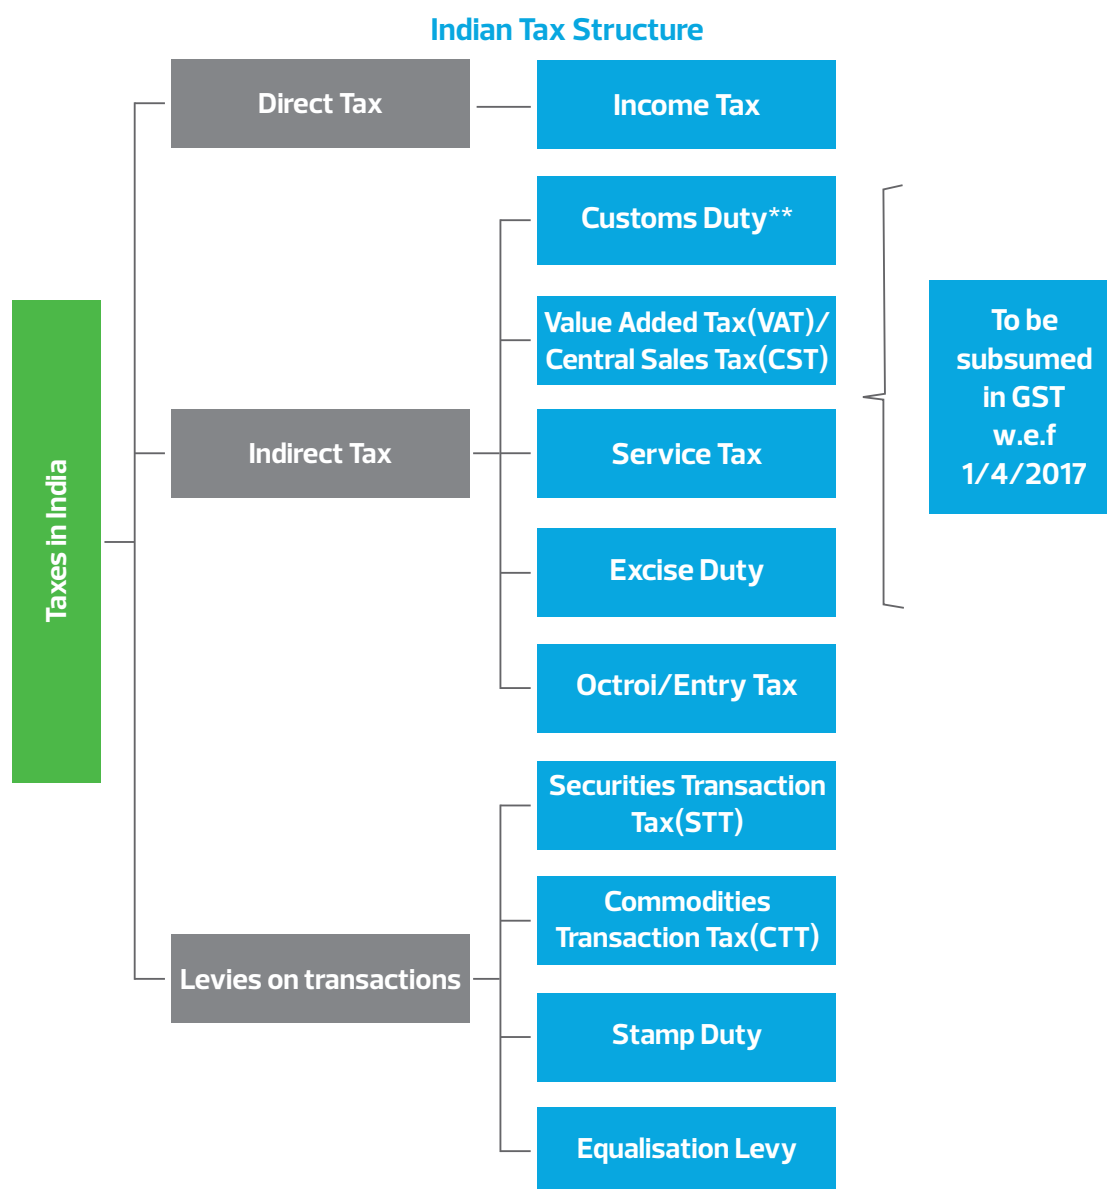 Indian Tax Structure
Taxes in India
Direct Tax
Income Tax
Indirect Tax
Customs Duty**
Value Added Tax(VAT)/
Central Sales Tax(CST)
Service Tax
Excise Duty
Octroi/Entry Tax
To be
subsumed
in GST
w.e.f
1/4/2017
Levies on transactions
Securities Transaction
Tax(STT)
Commodities
Transaction Tax(CTT)
Stamp Duty
Equalisation Levy